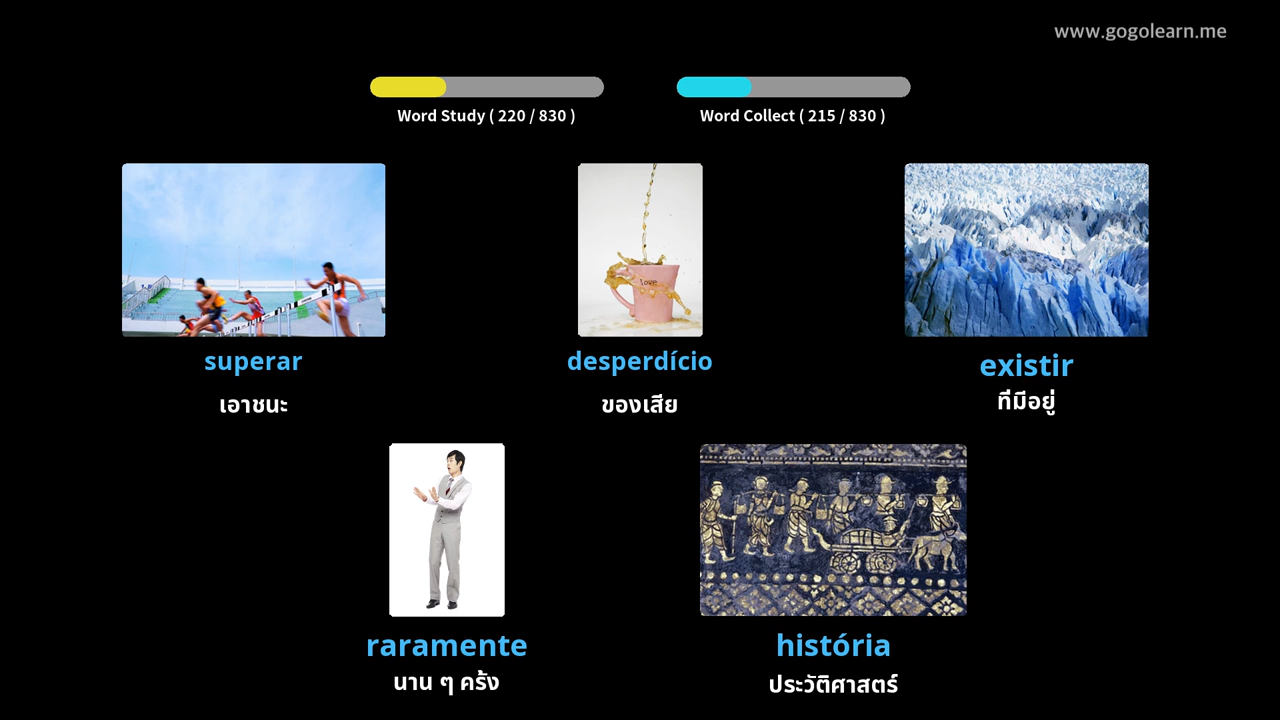 www.gogolearn.me
Word Study ( 220 / 830 )
Word Collect ( 215 / 830 )
love
superar
desperdício
existir
เอาชนะ
ของเสีย
ที่มีอยู่
raramente
história
นาน ๆ ครั้ง
ประวัติศาสตร์